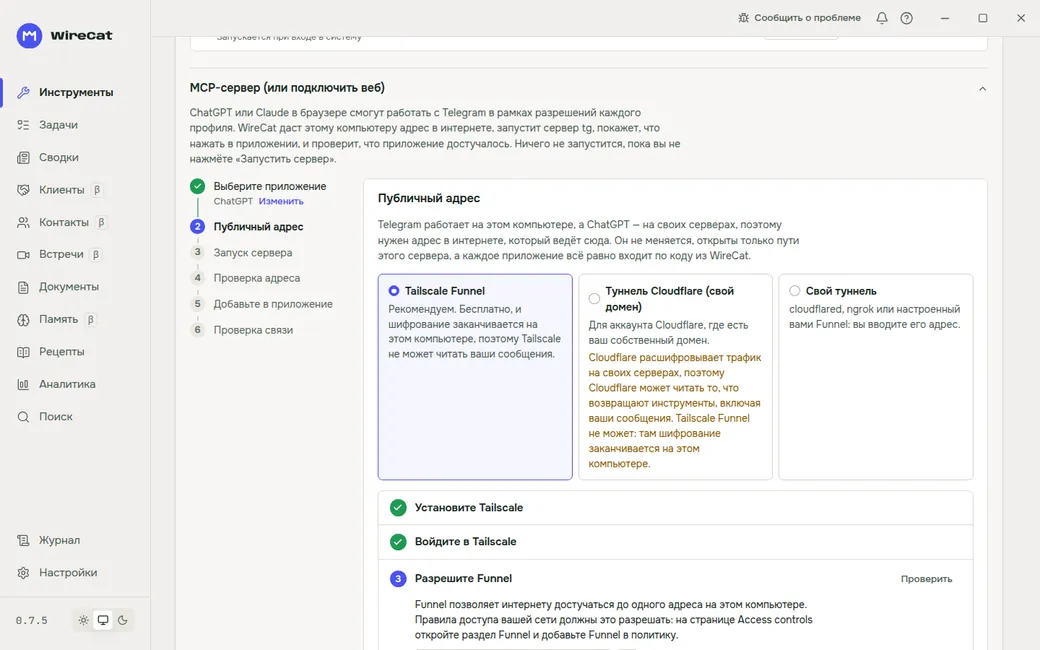 WireCat
Сообщить о проблеме
Инструменты
Задачи
Сводки
Клиенты β
Контакты β
Встречи β
Документы
Память β
Рецепты
Аналитика
Поиск
Журнал
Настройки
0.7.5
Запускается при входе в систему
MCP-сервер (или подключить веб)
ChatGPT или Claude в браузере смогут работать с Telegram в рамках разрешений каждого
профиля. WireCat даст этому компьютеру адрес в интернете, запустит сервер tg, покажет, что
нажать в приложении, и проверит, что приложение достучалось. Ничего не запустится, пока вы не
нажмёте «Запустить сервер».
Выберите приложение
ChatGPT Изменить
2 Публичный адрес
3 Запуск сервера
4 Проверка адреса
5 Добавьте в приложение
6 Проверка связи
Публичный адрес
Telegram работает на этом компьютере, а ChatGPT — на своих серверах, поэтому
нужен адрес в интернете, который ведёт сюда. Он не меняется, открыты только пути
этого сервера, а каждое приложение всё равно входит по коду из WireCat.
Tailscale Funnel
Рекомендуем. Бесплатно, и
шифрование заканчивается на
этом компьютере, поэтому Tailscale
не может читать ваши сообщения.
Туннель Cloudflare (свой
домен)
Для аккаунта Cloudflare, где есть
ваш собственный домен.
Cloudflare расшифровывает трафик
на своих серверах, поэтому
Cloudflare может читать то, что
возвращают инструменты, включая
ваши сообщения. Tailscale Funnel
не может: там шифрование
заканчивается на этом
компьютере.
Свой туннель
cloudflared, ngrok или настроенный
вами Funnel: вы вводите его адрес.
Установите Tailscale
Войдите в Tailscale
3 Разрешите Funnel
Проверить
Funnel позволяет интернету достучаться до одного адреса на этом компьютере.
Правила доступа вашей сети должны это разрешать: на странице Access controls
откройте раздел Funnel и добавьте Funnel в политику.